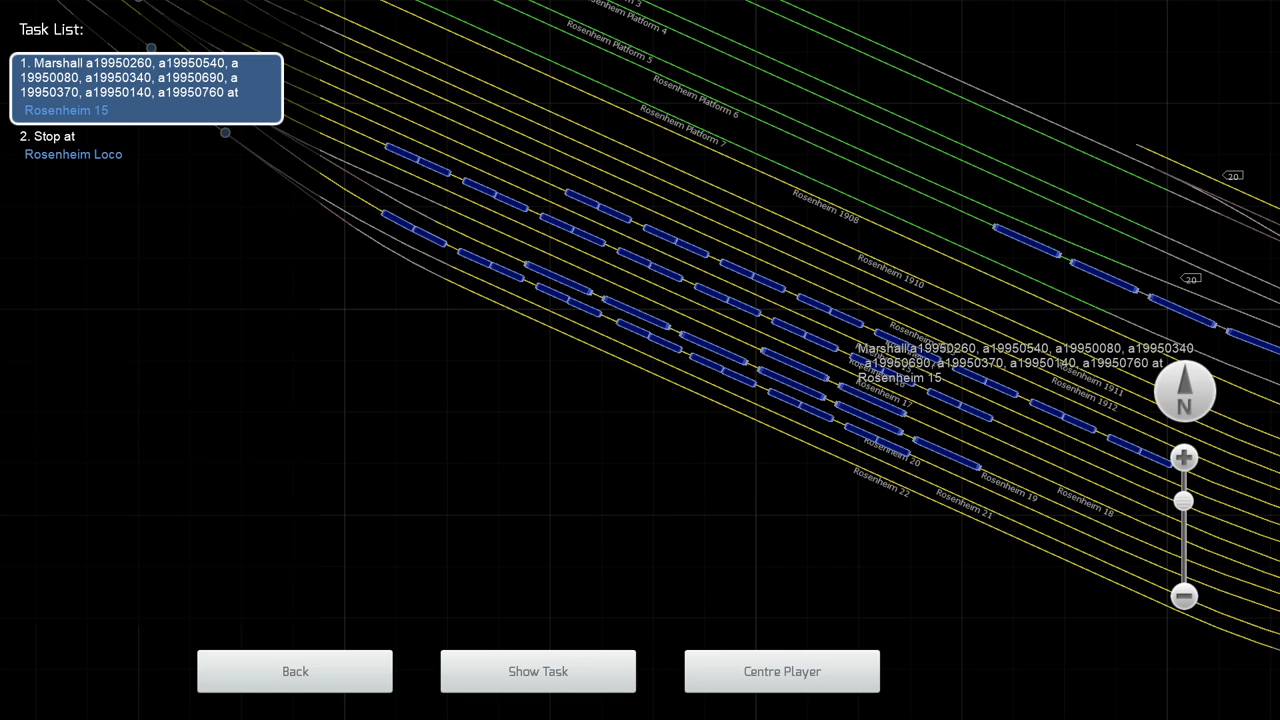 Task List:
1. Marshall a19950260, a19950540, a
19950080, a19950340, a19950690, a
19950370, a19950140, a19950760 at
Rosenheim 15
2. Stop at
Rosenheim Loco
Rosenheim Platform 4
Rosenheim Platform 5
Rosenheim Platform 6
Rosenheim Platform 7
20
Rosenheim 1908
Rosenheim 1910
20
Marshall a19950260, a19950540, a19950080, a19950340
, a19950690, a19950370, a19950140, a19950760 at
Rosenheim 15
Rosenheim 1911
Rosenheim 1912
Rosenheim 17
N
Rosenheim 20
Rosenheim 22
Rosenheim 19
Rosenheim 21
Rosenheim 18
Back
Show Task
Centre Player